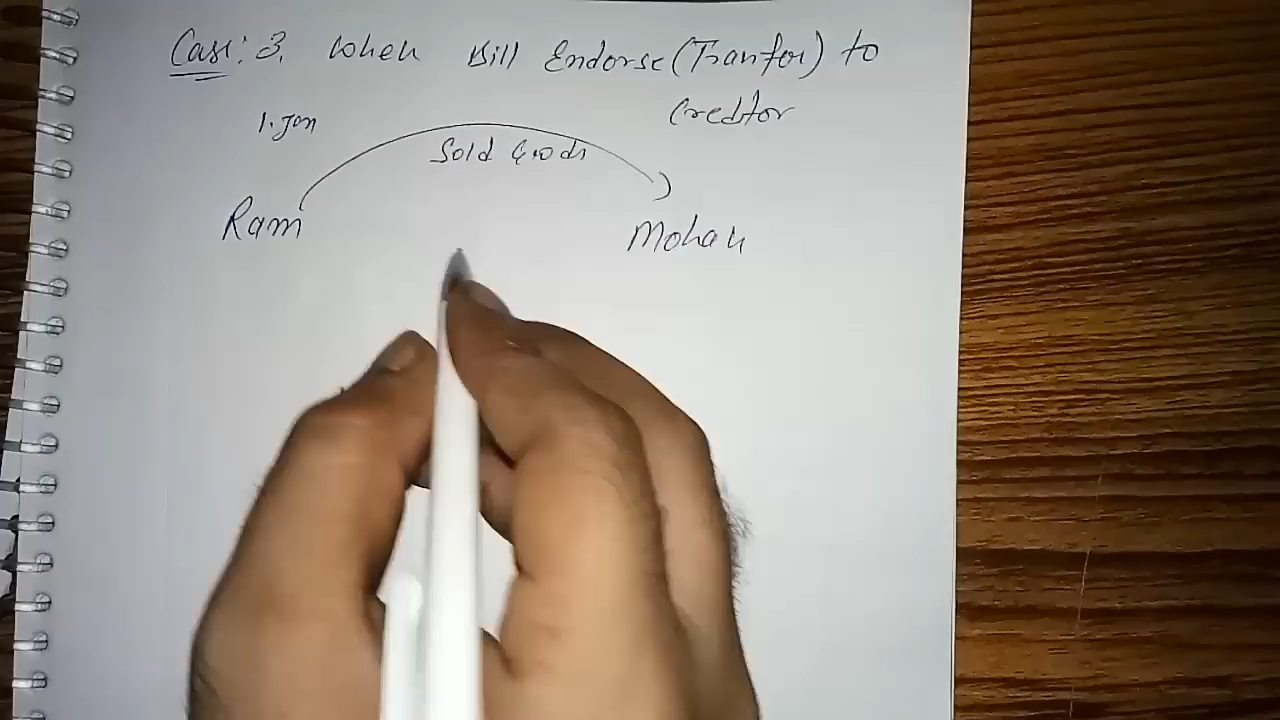 Case: 3. When Bill Endorse (Tranfer) to
Creditor
1. Jan
Sold Goods
Ram
Mohan